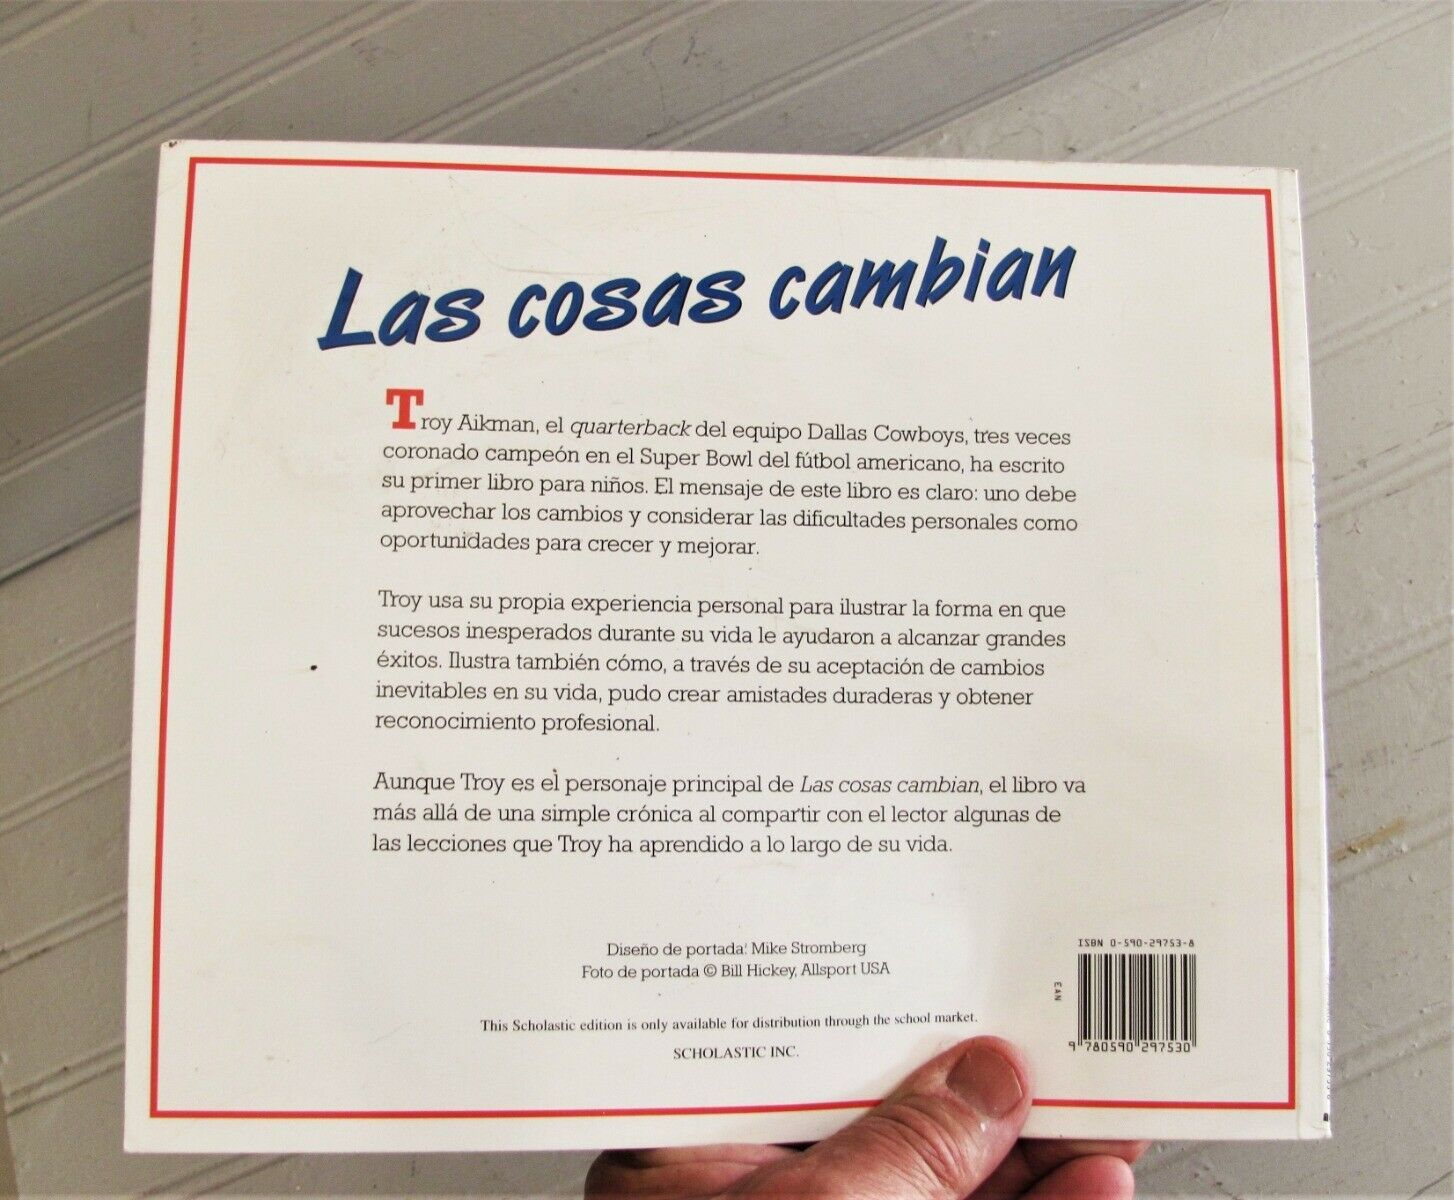 Las cosas cambian
Troy Aikman, el quarterback del equipo Dallas Cowboys, tres veces
coronado campeón en el Super Bowl del fútbol americano, ha escrito
su primer libro para niños. El mensaje de este libro es claro: uno debe
aprovechar los cambios y considerar las dificultades personales como
oportunidades para crecer y mejorar.
Troy usa su propia experiencia personal para ilustrar la forma en que
sucesos inesperados durante su vida le ayudaron a alcanzar grandes
éxitos. Ilustra también cómo, a través de su aceptación de cambios
inevitables en su vida, pudo crear amistades duraderas y obtener
reconocimiento profesional.
Aunque Troy es el personaje principal de Las cosas cambian, el libro va
más allá de una simple crónica al compartir con el lector algunas de
las lecciones que Troy ha aprendido a lo largo de su vida.
Diseño de portada: Mike Stromberg
Foto de portada © Bill Hickey, Allsport USA
This Scholastic edition is only available for distribution through the school market.
SCHOLASTIC INC.
ISBN 0-590-29753-8
EAN
9 780590 297530